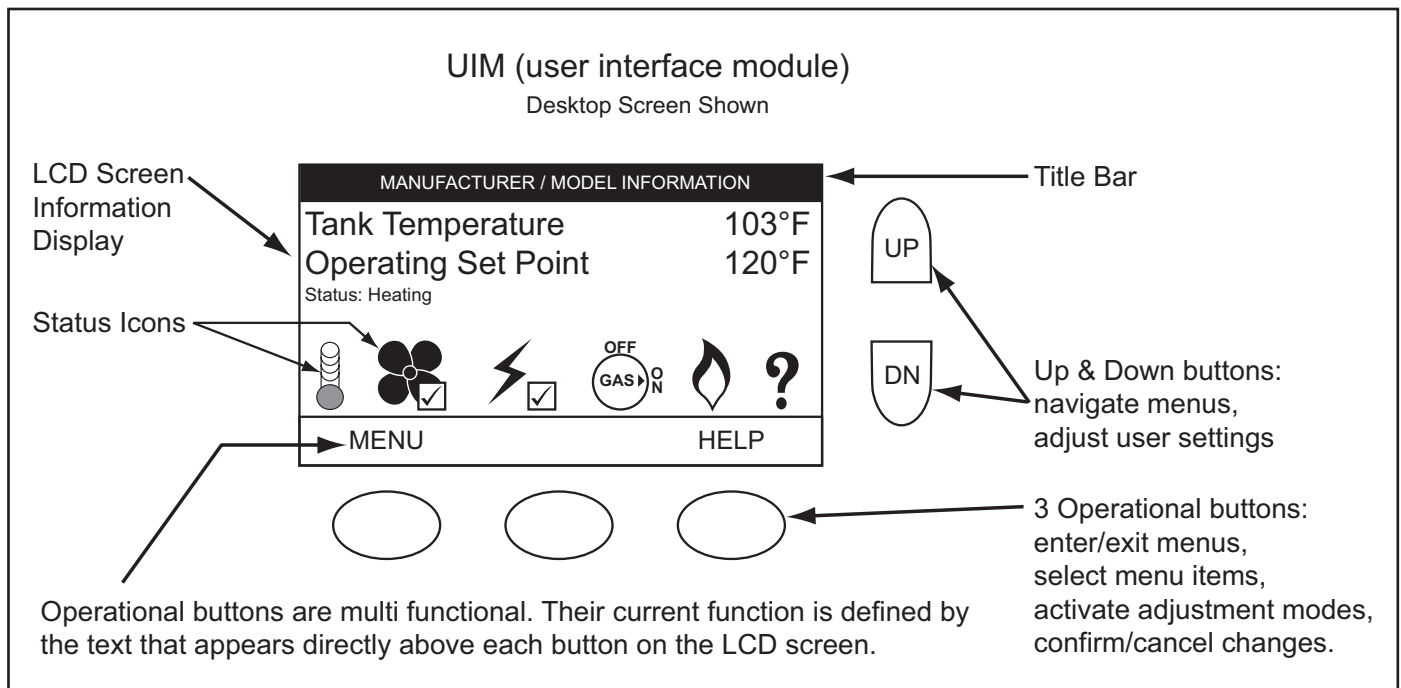 UIM (user interface module)
Desktop Screen Shown
LCD Screen
Information
Display
MANUFACTURER / MODEL INFORMATION
Title Bar
Tank Temperature 103°F
Operating Set Point 120°F
Status: Heating
UP
Status Icons
OFF
GAS
ON
?
DN
Up & Down buttons:
navigate menus,
adjust user settings
MENU HELP
3 Operational buttons:
enter/exit menus,
select menu items,
activate adjustment modes,
confirm/cancel changes.
Operational buttons are multi functional. Their current function is defined by
the text that appears directly above each button on the LCD screen.